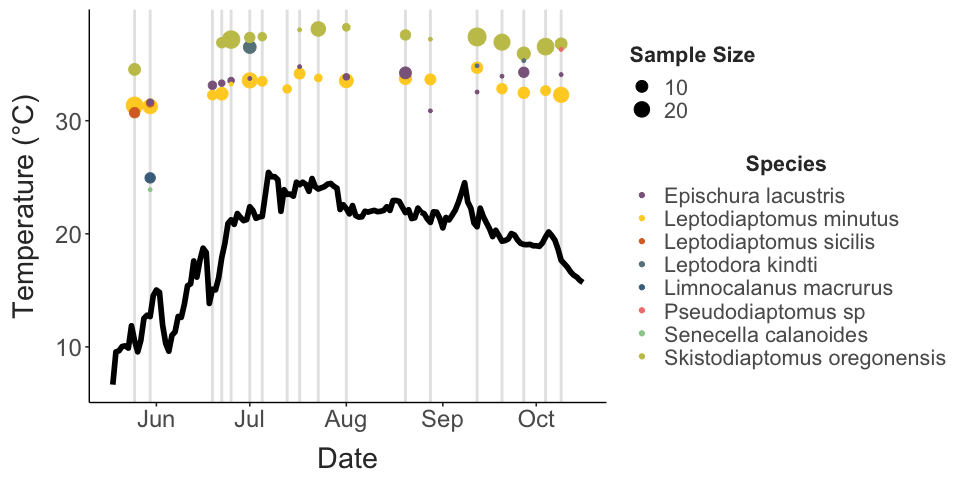 Temperature (°C)
30
20
10
Jun
Jul
Aug
Sep
Oct
Date
Sample Size
10
20
Species
Epischura lacustris
Leptodiaptomus minutus
Leptodiaptomus sicilis
Leptodora kindti
Limnocalanus macrurus
Pseudodiaptomus sp
Senecella calanoides
Skistodiaptomus oregonensis